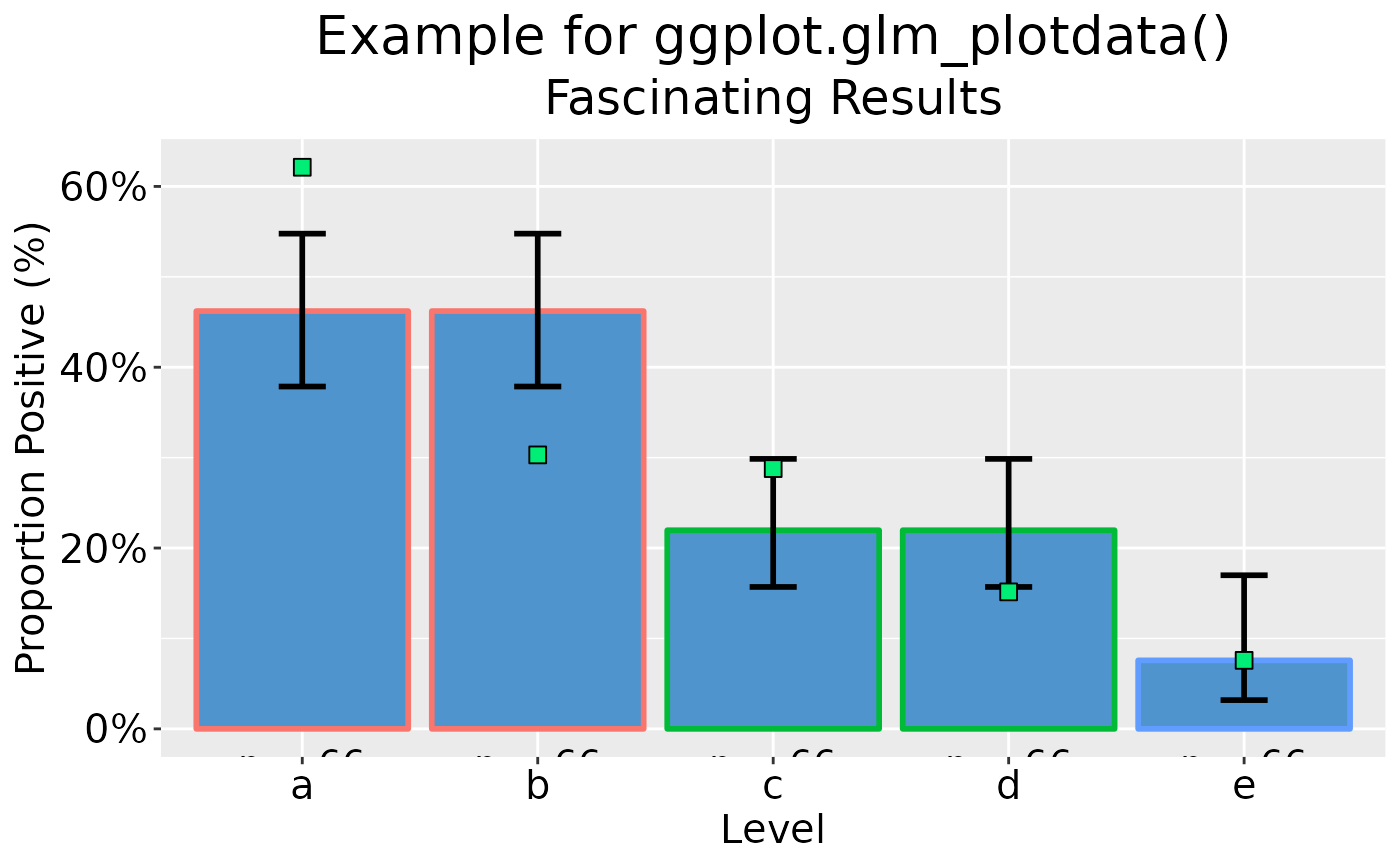 Example for ggplot.glm_plotdata()
Fascinating Results
Proportion Positive (%)
60%
40%
20%
0%
a b c d e
Level